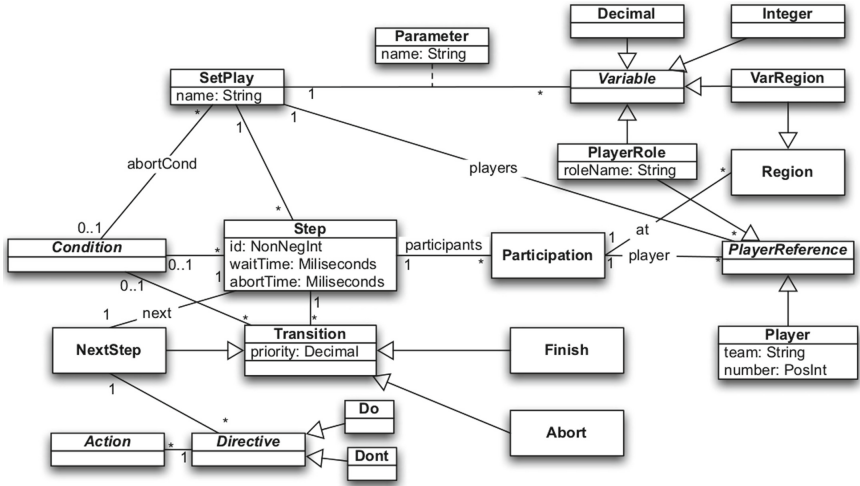 Decimal
Integer
Parameter
name: String
SetPlay
name: String
1
*
Variable
VarRegion
*
1
1
abortCond
PlayerRole
roleName: String
players
*
Region
0..1
*
Step
id: NonNegInt
waitTime: Miliseconds
abortTime: Miliseconds
Condition
0..1
*
1
0..1
participants
1
*
Participation
1
at
1
player
*
*
PlayerReference
1
next
1
*
*
Transition
priority: Decimal
NextStep
Finish
Player
team: String
number: PosInt
1
*
Do
Abort
Action
*
1
Directive
Dont